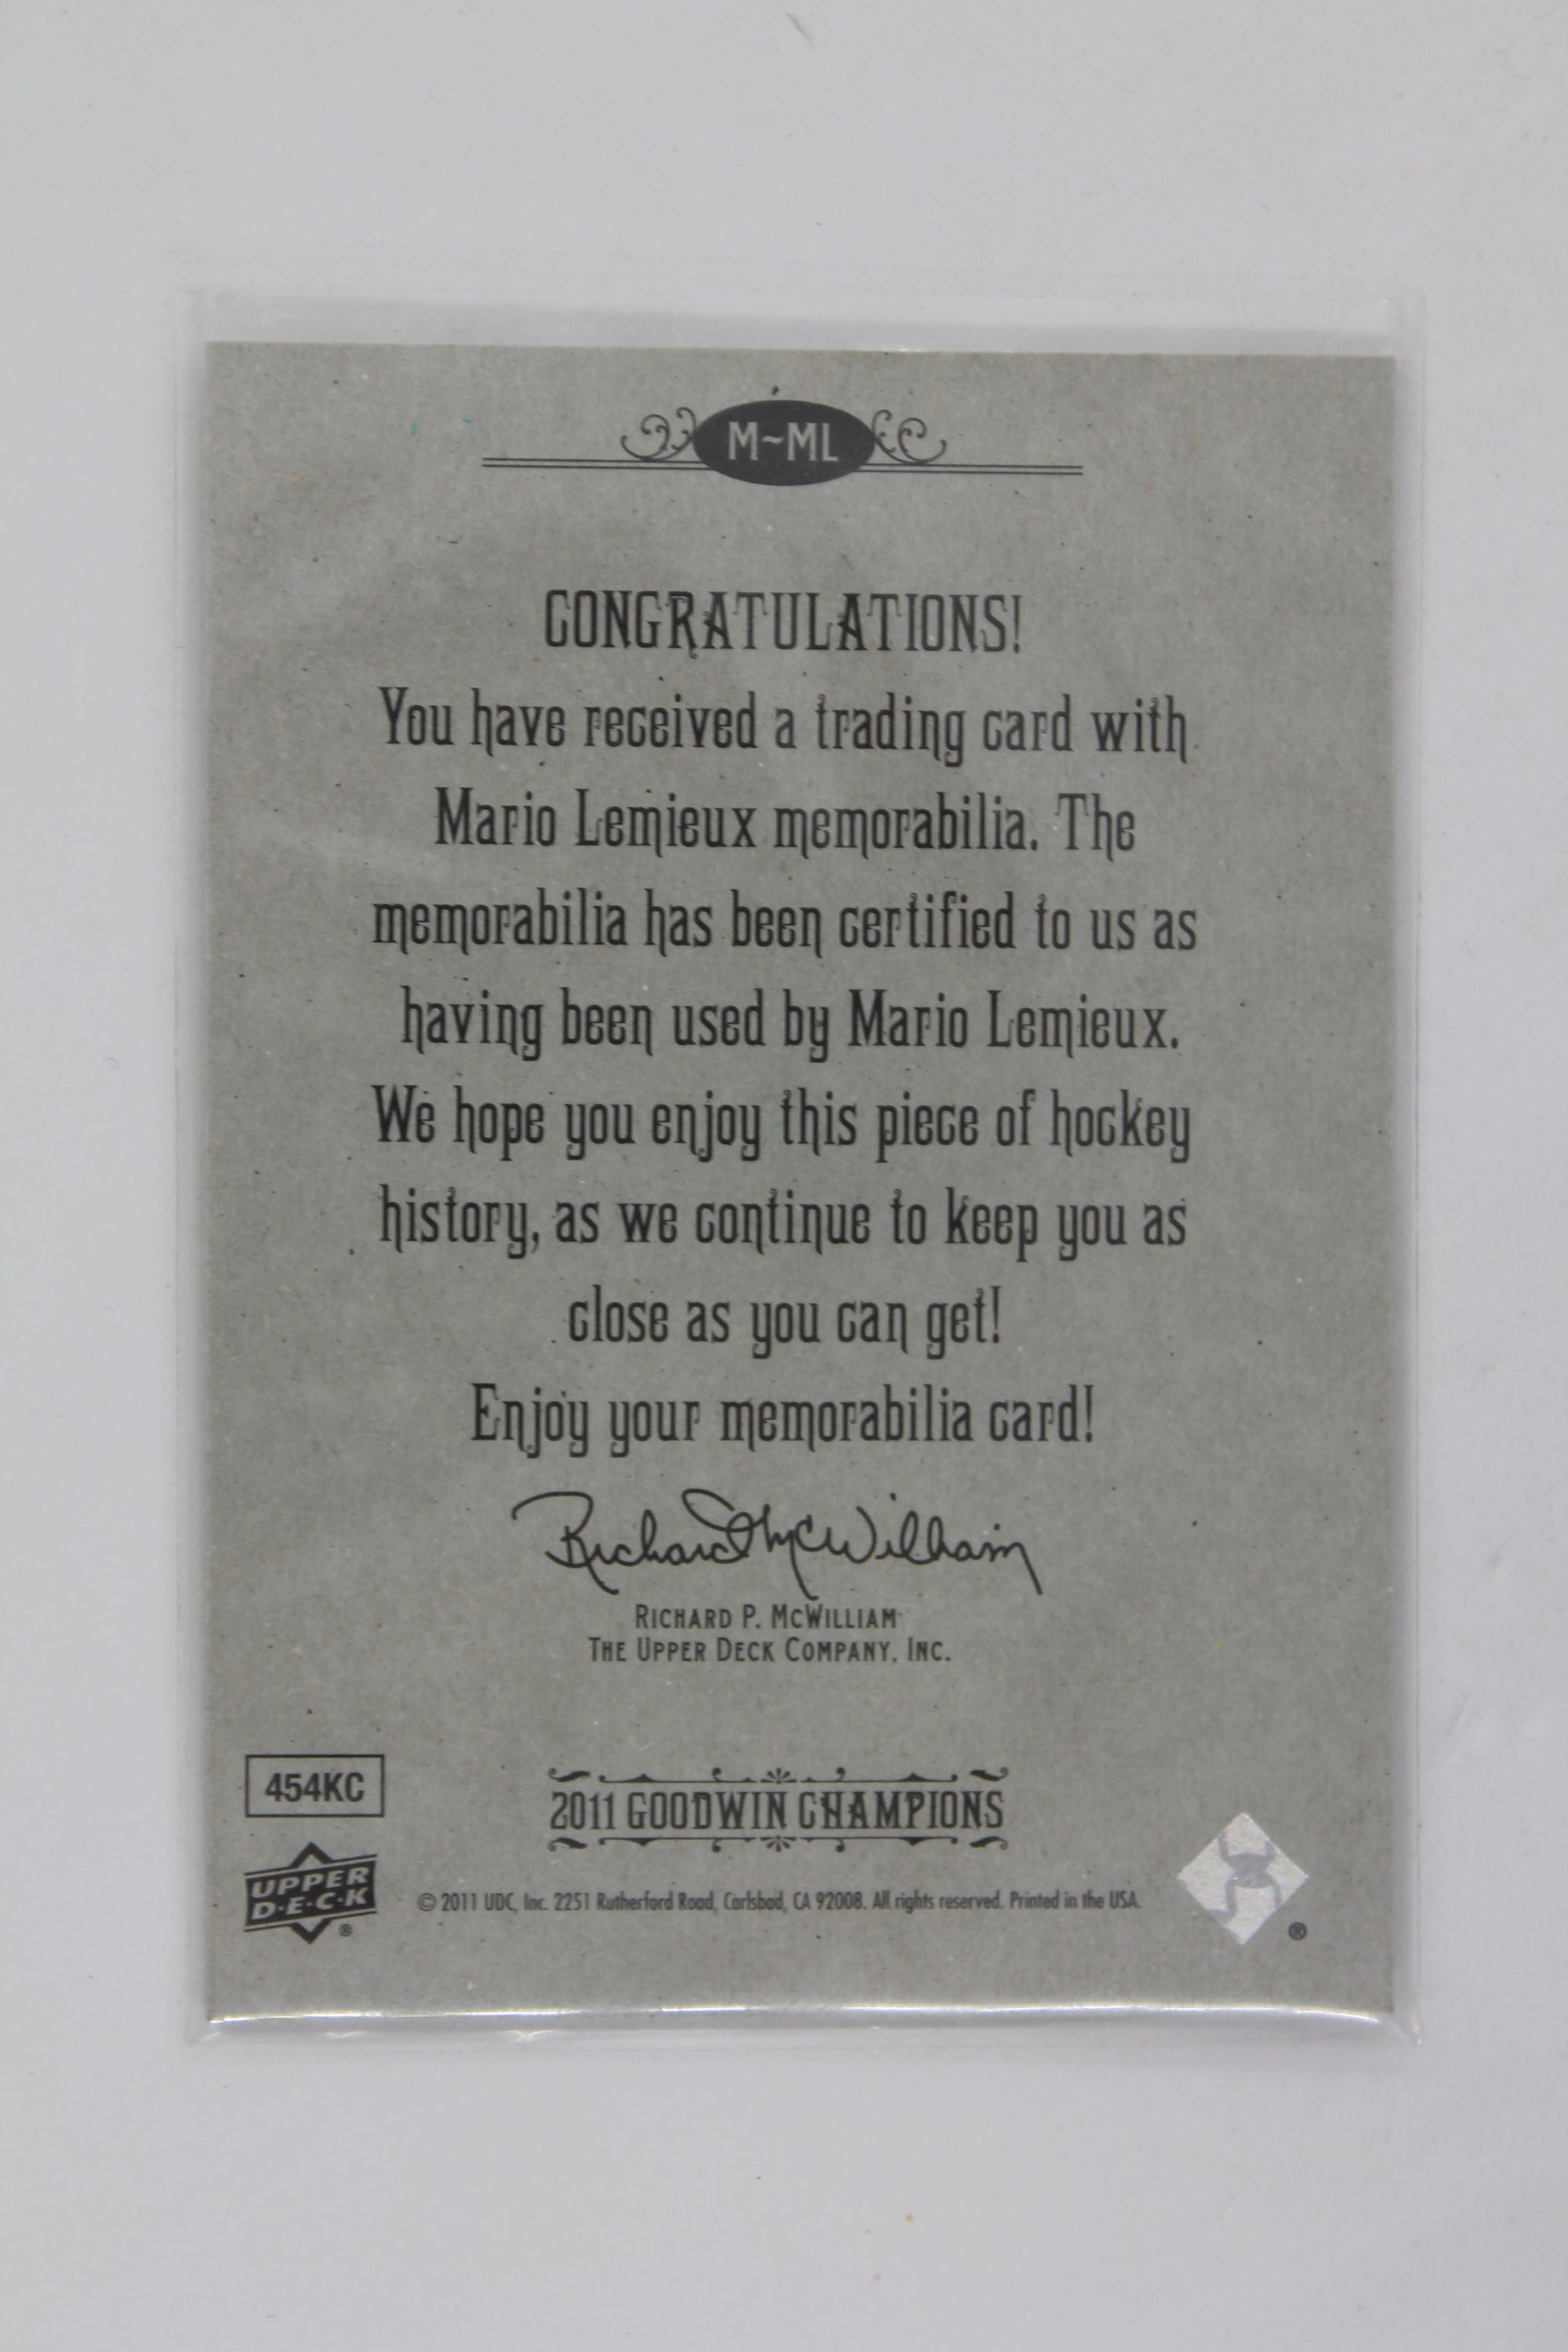 M~ML
CONGRATULATIONS!
You have received a trading card with
Mario Lemieux memorabilia. The
memorabilia has been certified to us as
having been used by Mario Lemieux.
We hope you enjoy this piece of hockey
history, as we continue to keep you as
close as you can get!
Enjoy your memorabilia card!
Richard McWilliam
RICHARD P. MCWILLIAM
THE UPPER DECK COMPANY, INC.
454KC
2011 GOODWIN CHAMPIONS
UPPER
D·E·C·K
®
© 2011 UDC, Inc. 2251 Rutherford Road, Carlsbad, CA 92008. All rights reserved. Printed in the USA.
®